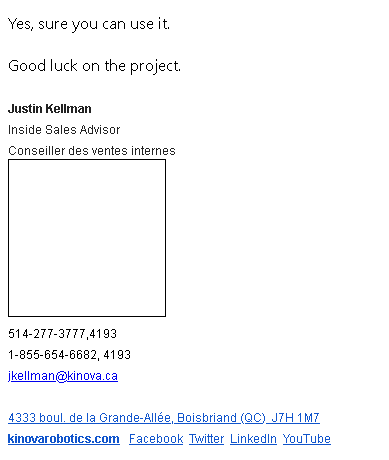 Yes, sure you can use it.
Good luck on the project.
Justin Kellman
Inside Sales Advisor
Conseiller des ventes internes
514-277-3777,4193
1-855-654-6682, 4193
jkellman@kinova.ca
4333 boul. de la Grande-Allée, Boisbriand (QC) J7H 1M7
kinovarobotics.com Facebook Twitter LinkedIn YouTube